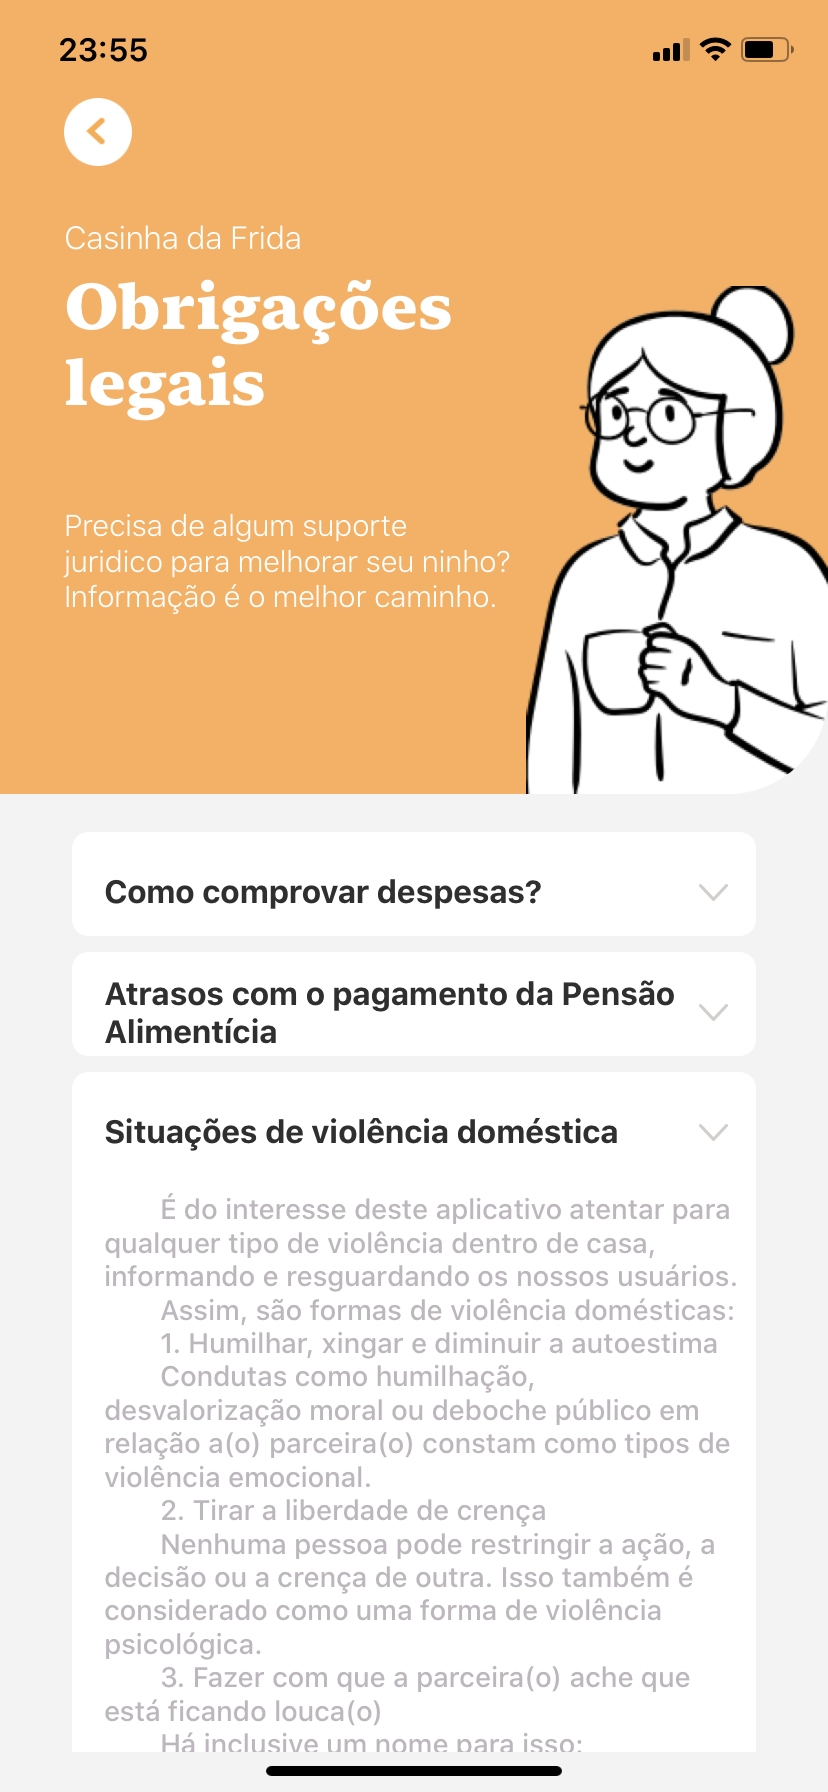 23:55
Casinha da Frida
Obrigações
legais
Precisa de algum suporte
juridico para melhorar seu ninho?
Informação é o melhor caminho.
Como comprovar despesas?
Atrasos com o pagamento da Pensão
Alimentícia
Situações de violência doméstica
É do interesse deste aplicativo atentar para
qualquer tipo de violência dentro de casa,
informando e resguardando os nossos usuários.
Assim, são formas de violência domésticas:
1. Humilhar, xingar e diminuir a autoestima
Condutas como humilhação,
desvalorização moral ou deboche público em
relação a(o) parceira(o) constam como tipos de
violência emocional.
2. Tirar a liberdade de crença
Nenhuma pessoa pode restringir a ação, a
decisão ou a crença de outra. Isso também é
considerado como uma forma de violência
psicológica.
3. Fazer com que a parceira(o) ache que
está ficando louca(o)
Há inclusive um nome para isso: